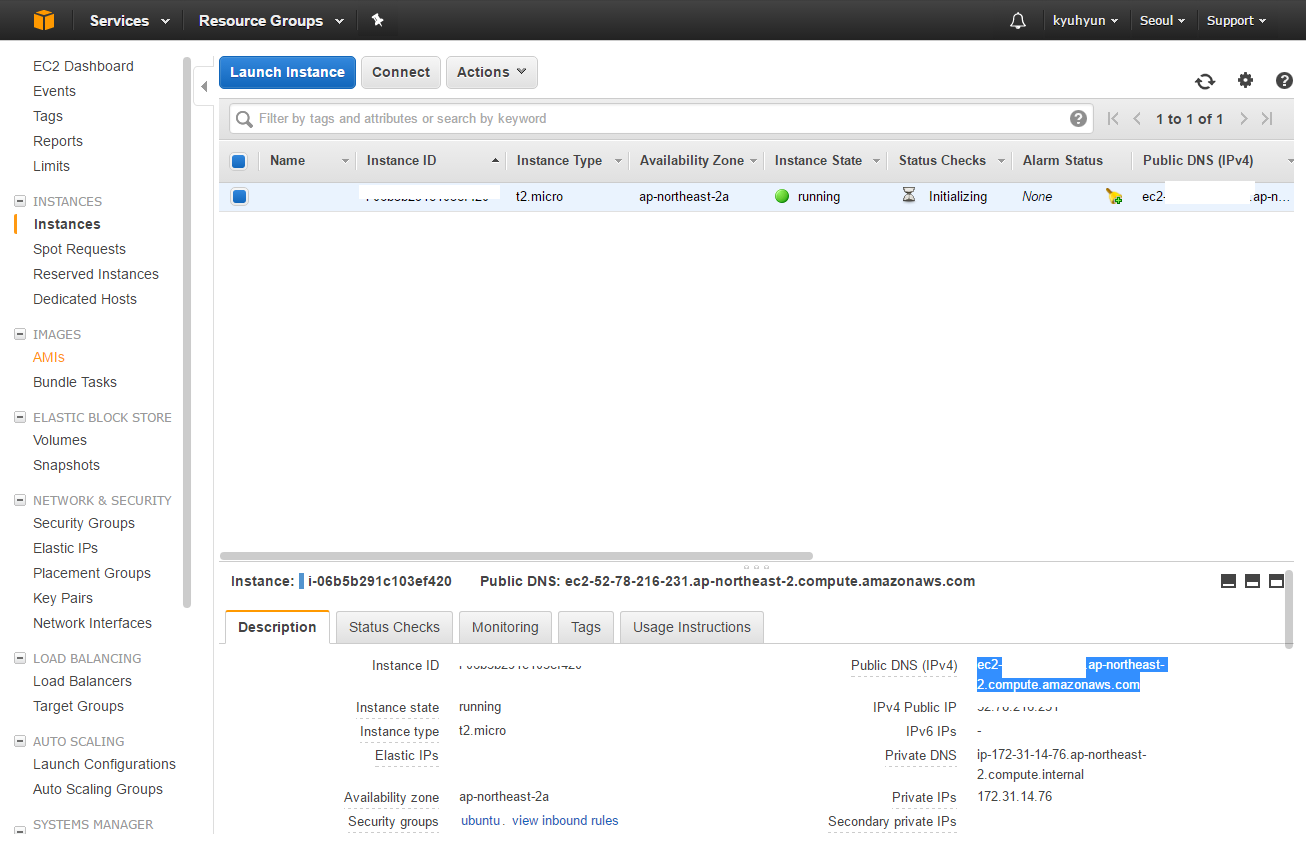 Services Resource Groups kyuhyun Seoul Support
EC2 Dashboard
Events
Tags
Reports
Limits
INSTANCES
Instances
Spot Requests
Reserved Instances
Dedicated Hosts
IMAGES
AMIs
Bundle Tasks
ELASTIC BLOCK STORE
Volumes
Snapshots
NETWORK & SECURITY
Security Groups
Elastic IPs
Placement Groups
Key Pairs
Network Interfaces
LOAD BALANCING
Load Balancers
Target Groups
AUTO SCALING
Launch Configurations
Auto Scaling Groups
SYSTEMS MANAGER
Launch Instance Connect Actions
Filter by tags and attributes or search by keyword 1 to 1 of 1
Name Instance ID Instance Type Availability Zone Instance State Status Checks Alarm Status Public DNS (IPv4)
t2.micro ap-northeast-2a running Initializing None ec2- .ap-n...
Instance: i-06b5b291c103ef420 Public DNS: ec2-52-78-216-231.ap-northeast-2.compute.amazonaws.com
Description Status Checks Monitoring Tags Usage Instructions
Instance ID
Instance state running
Instance type t2.micro
Elastic IPs
Availability zone ap-northeast-2a
Security groups ubuntu . view inbound rules
Public DNS (IPv4) ec2- ap-northeast-
2.compute.amazonaws.com
IPv4 Public IP
IPv6 IPs -
Private DNS ip-172-31-14-76.ap-northeast-
2.compute.internal
Private IPs 172.31.14.76
Secondary private IPs